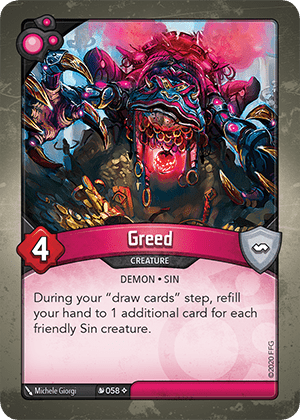 Greed
CREATURE
4
DEMON • SIN
During your “draw cards” step, refill
your hand to 1 additional card for each
friendly Sin creature.
Michele Giorgi
058
©2020 FFG